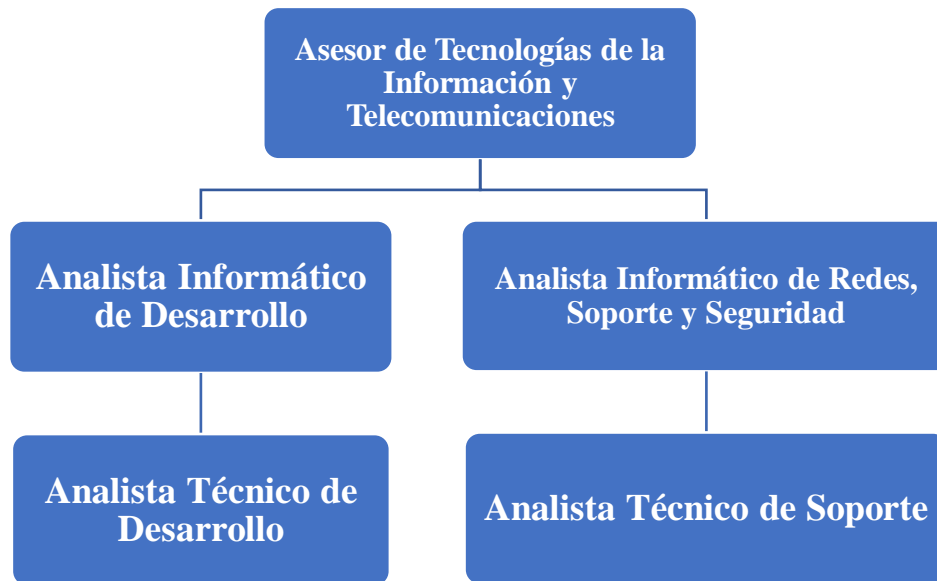 Asesor de Tecnologías de la
Información y
Telecomunicaciones
Analista Informático
de Desarrollo
Analista Informático de Redes,
Soporte y Seguridad
Analista Técnico de
Desarrollo
Analista Técnico de Soporte